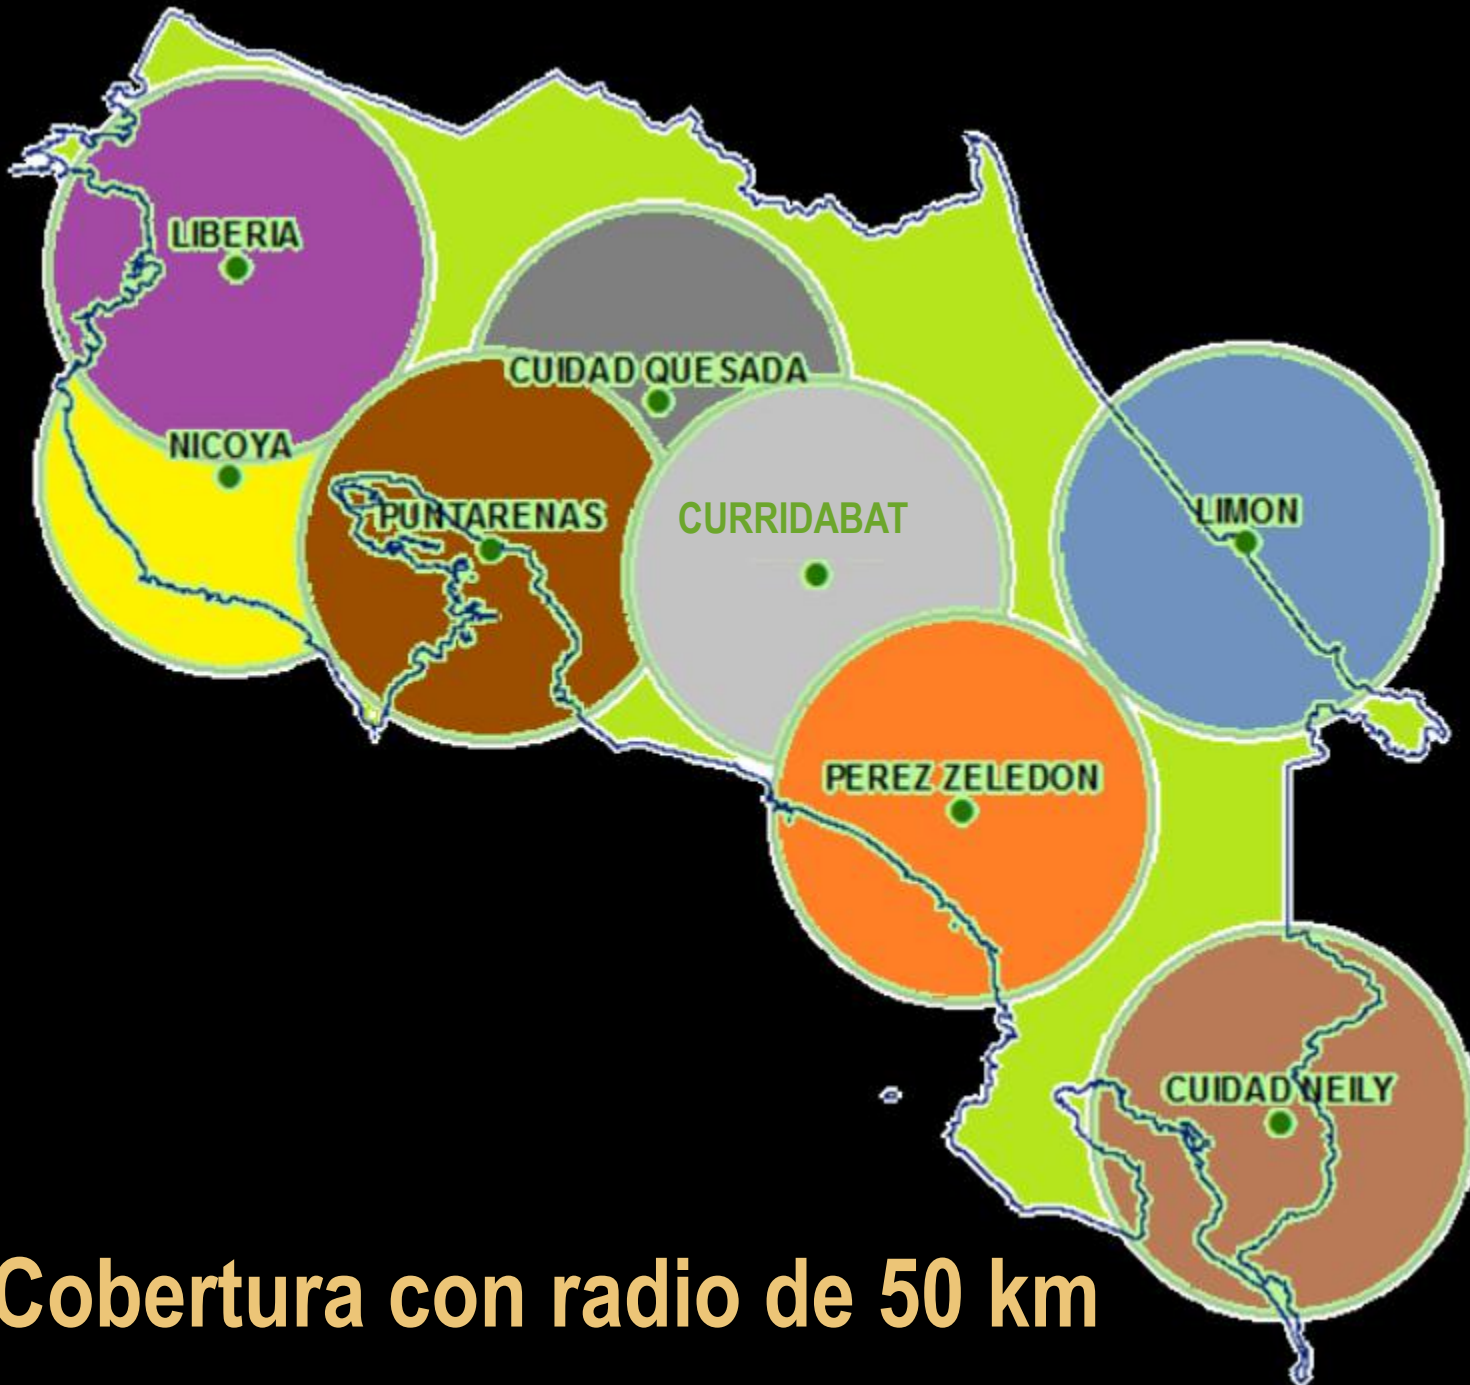 LIBERIA
CUIDAD QUESADA
NICOYA
PUNTARENAS
CURRIDABAT
LIMON
PEREZ ZELEDON
CUIDAD NEILY
Cobertura con radio de 50 km